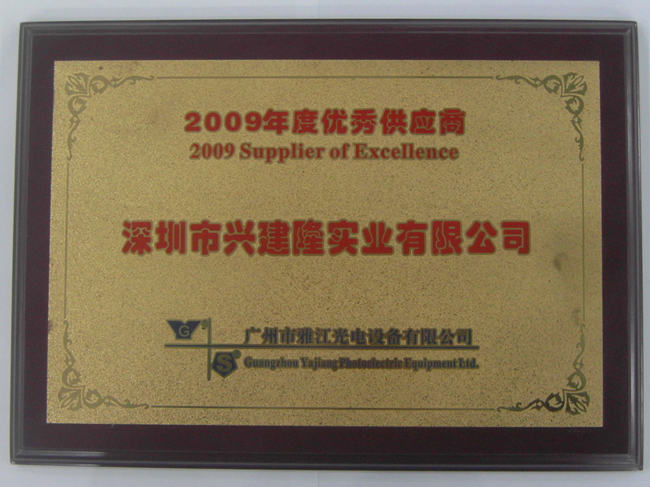 2009年度优秀供应商
2009 Supplier of Excellence
深圳市兴建隆实业有限公司
G
S
广州市雅江光电设备有限公司
Guangzhou Yajiang Photoelectric Equipment Ltd.